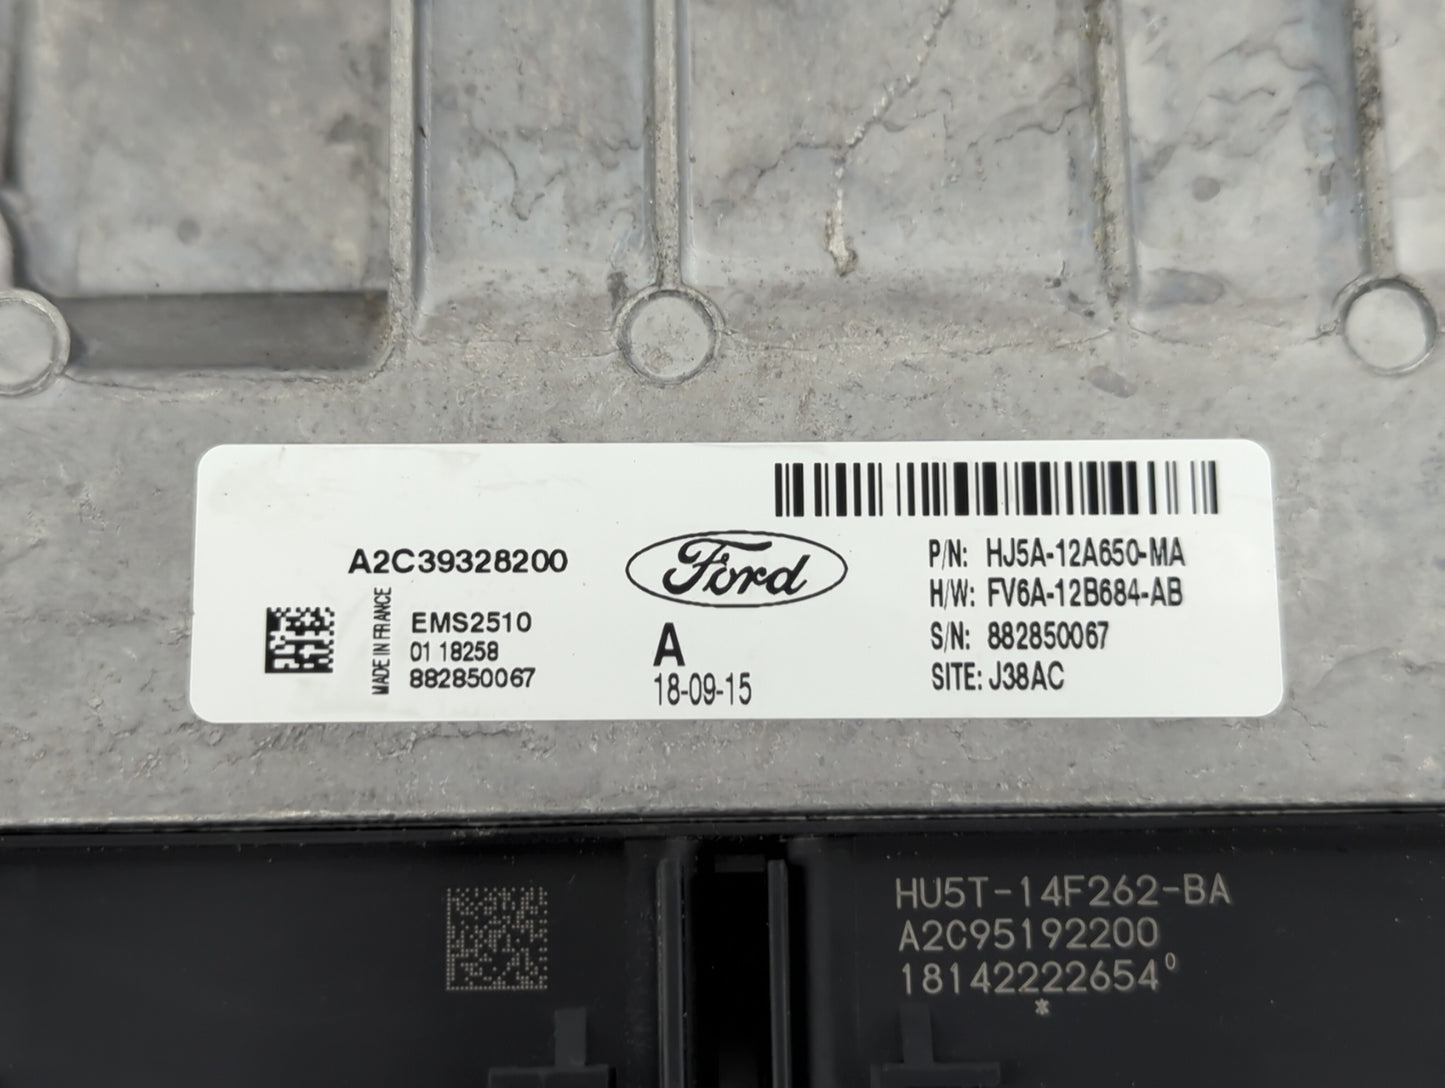 A2C39328200
MADE IN FRANCE
EMS2510
01 18258
882850067
Ford
A
18-09-15
P/N: HJ5A-12A650-MA
H/W: FV6A-12B684-AB
S/N: 882850067
SITE: J38AC
HU5T-14F262-BA
A2C95192200
18142222654⁰
*